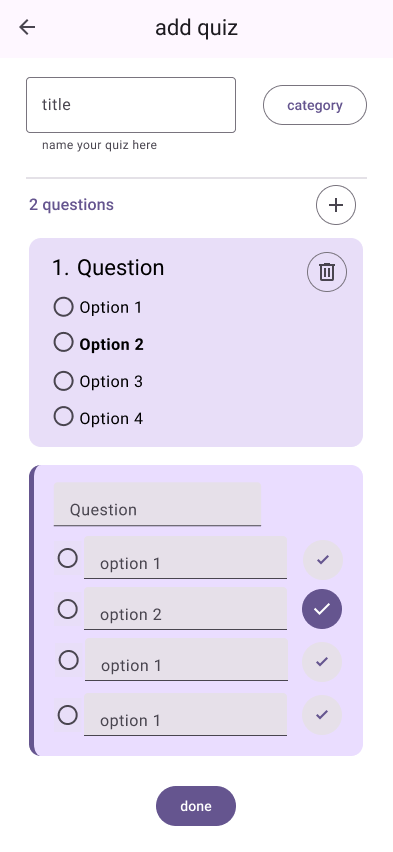 add quiz
title
category
name your quiz here
2 questions
1. Question
Option 1
Option 2
Option 3
Option 4
Question
option 1
option 2
option 1
option 1
done